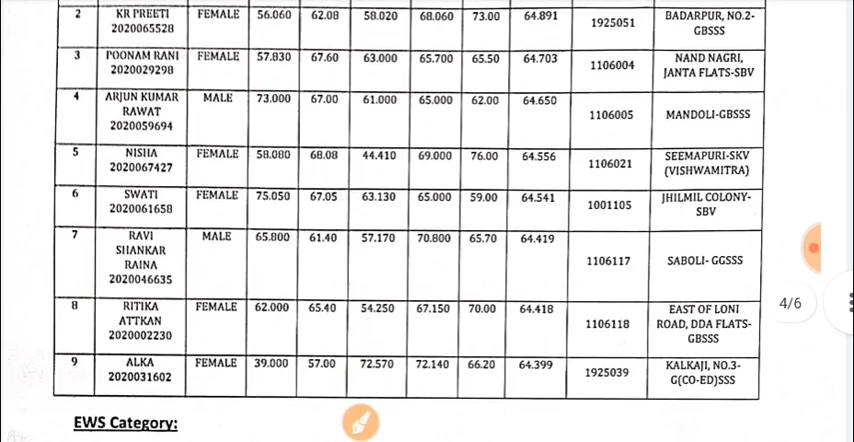 2 KR PREETI FEMALE 56.060 62.08 58.020 68.060 73.00 64.891 1925051 BADARPUR, NO.2-
2020065528 GBSSS
3 POONAM RANI FEMALE 57.830 67.60 63.000 65.700 65.50 64.703 1106004 NAND NAGRI,
2020029298 JANTA FLATS-SBV
4 ARJUN KUMAR MALE 73.000 67.00 61.000 65.000 62.00 64.650 1106005 MANDOLI-GBSSS
RAWAT
2020059694
5 NISHA FEMALE 58.080 68.08 44.410 69.000 76.00 64.556 1106021 SEEMAPURI-SKV
2020067427 (VISHWAMITRA)
6 SWATI FEMALE 75.050 67.05 63.130 65.000 59.00 64.541 1001105 JHILMIL COLONY-
2020061658 SBV
7 RAVI MALE 65.800 61.40 57.170 70.800 65.70 64.419 1106117 SABOLI- GGSSS
SHANKAR
RAINA
2020046635
8 RITIKA FEMALE 62.000 65.40 54.250 67.150 70.00 64.418 1106118 EAST OF LONI
ATTKAN ROAD, DDA FLATS-
2020002230 GBSSS
9 ALKA FEMALE 39.000 57.00 72.570 72.140 66.20 64.399 1925039 KALKAJI, NO.3-
2020031602 G(CO-ED)SSS
4/6
EWS Category: